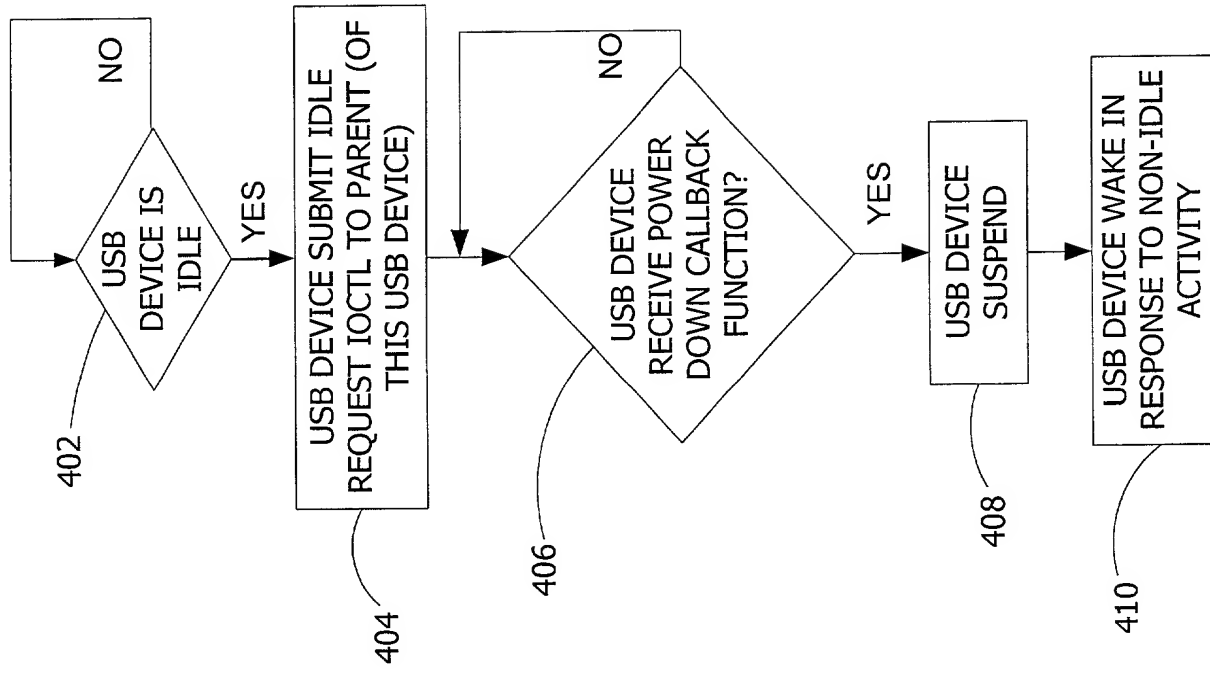 USB
DEVICE IS
IDLE
NO
402
YES
USB DEVICE SUBMIT IDLE
REQUEST IOCTL TO PARENT (OF
THIS USB DEVICE)
404
USB DEVICE
RECEIVE POWER
DOWN CALLBACK
FUNCTION?
NO
406
YES
USB DEVICE
SUSPEND
408
USB DEVICE WAKE IN
RESPONSE TO NON-IDLE
ACTIVITY
410